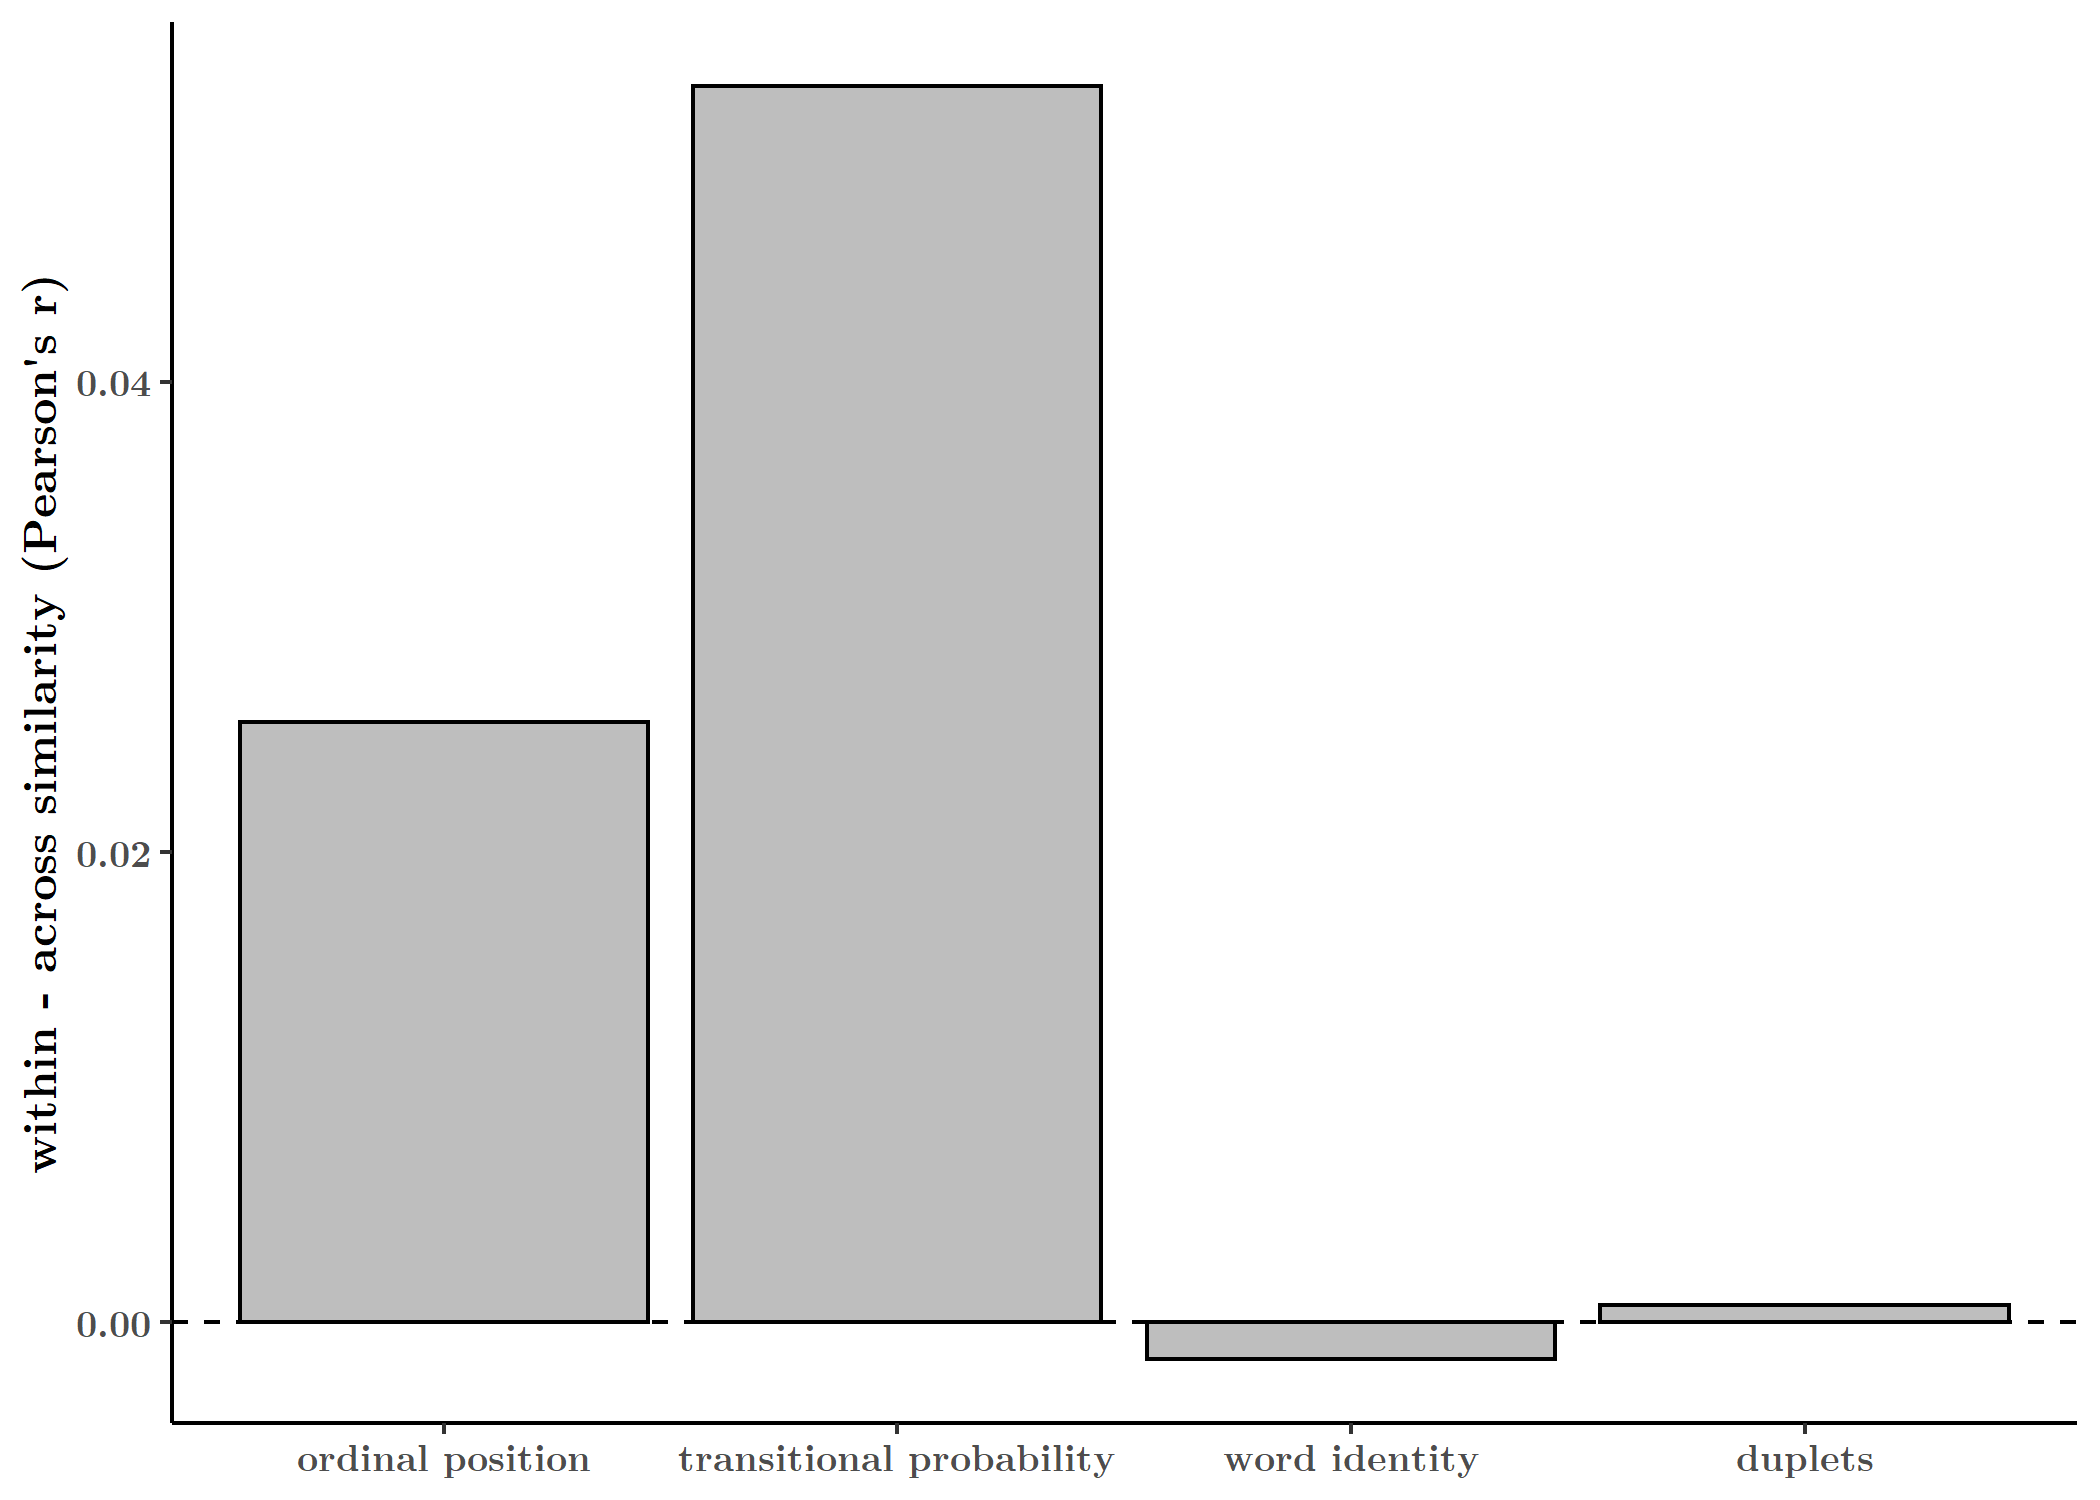 within - across similarity (Pearson's r)
0.04
0.02
0.00
ordinal position
transitional probability
word identity
duplets